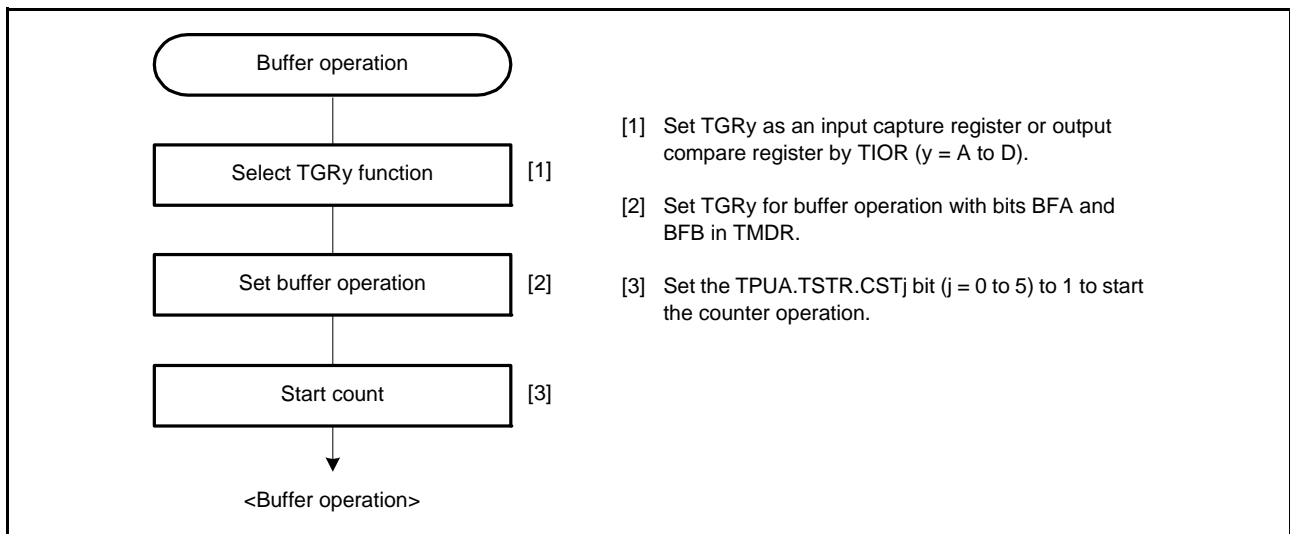 Buffer operation
Select TGRy function
[1]
Set buffer operation
[2]
Start count
[3]
<Buffer operation>
[1] Set TGRy as an input capture register or output
compare register by TIOR (y = A to D).
[2] Set TGRy for buffer operation with bits BFA and
BFB in TMDR.
[3] Set the TPUA.TSTR.CSTj bit (j = 0 to 5) to 1 to start
the counter operation.